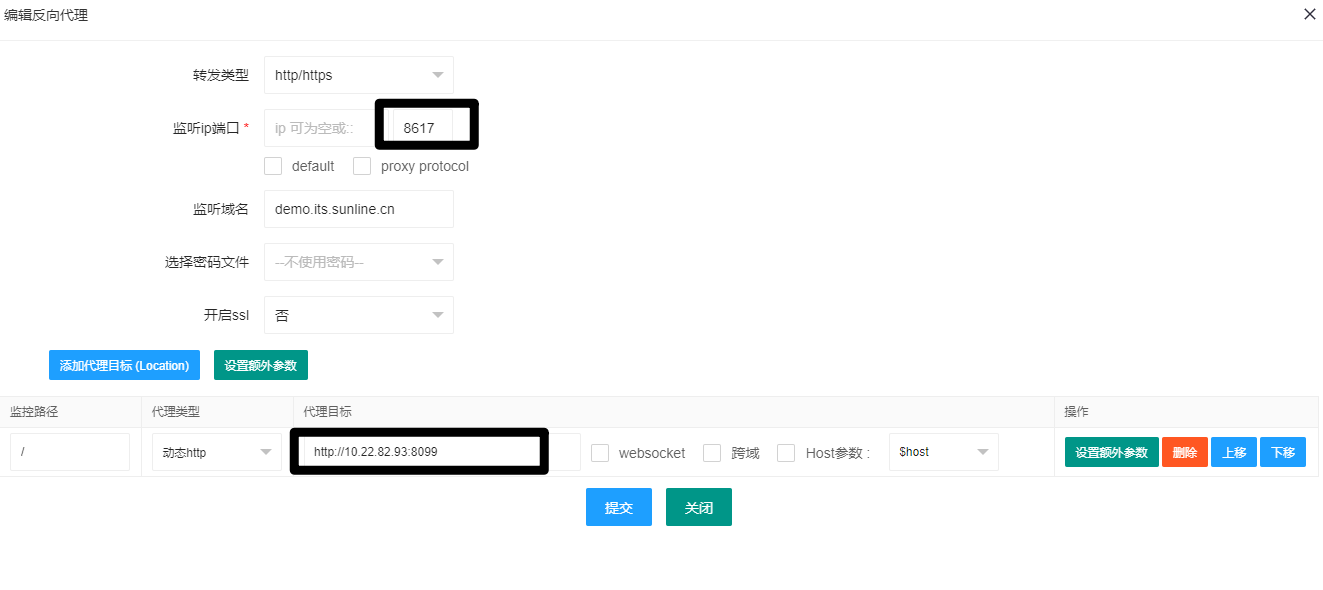 编辑反向代理
转发类型 http/https
监听ip端口 * ip 可为空或:: 8617
default proxy protocol
监听域名 demo.its.sunline.cn
选择密码文件 --不使用密码--
开启ssl 否
添加代理目标 (Location) 设置额外参数
监控路径 代理类型 代理目标 操作
/ 动态http http://10.22.82.93:8099 websocket 跨域 Host参数 : $host 设置额外参数 删除 上移 下移
提交 关闭